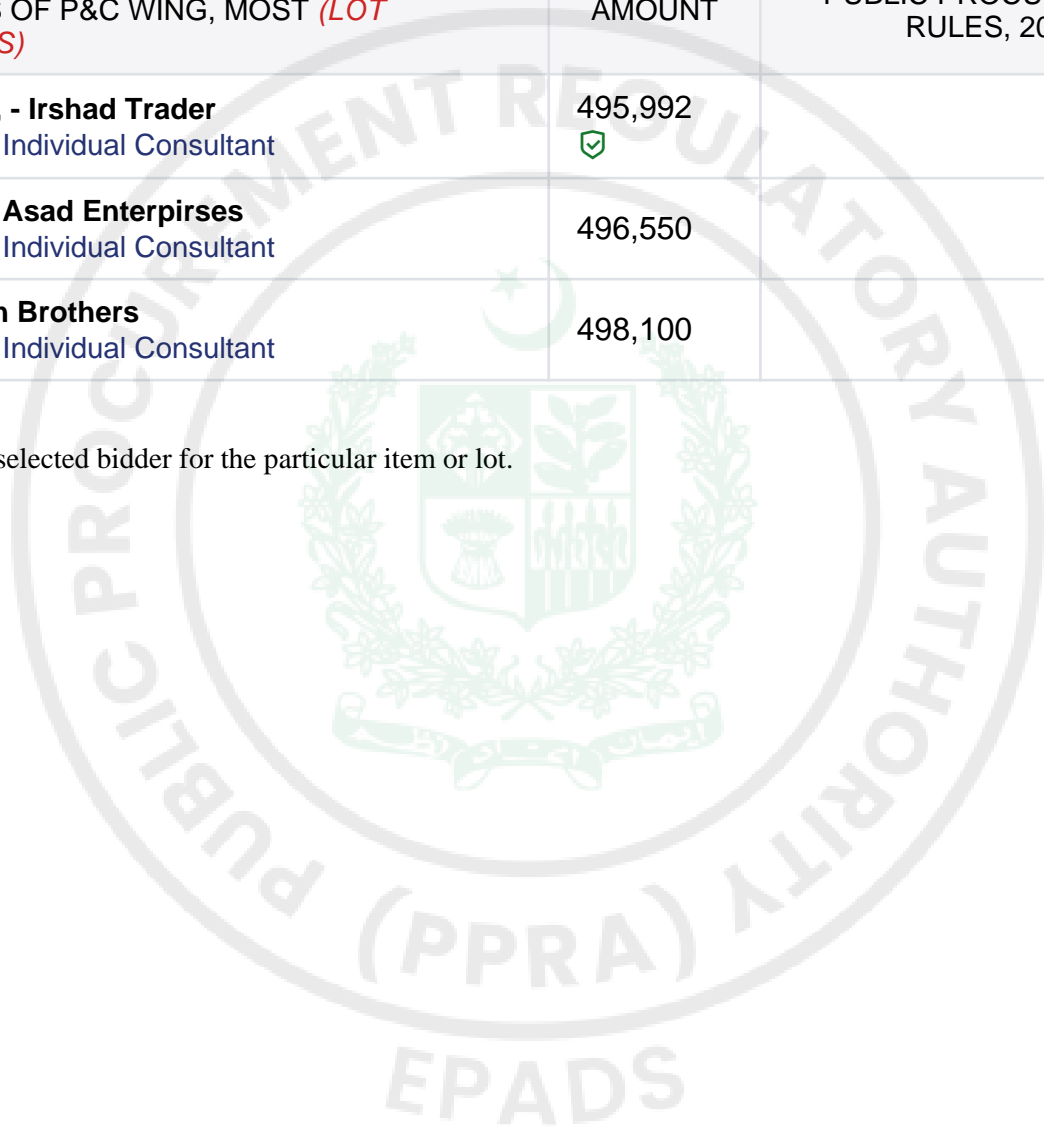 S OF P&C WING, MOST (LOT
S)
AMOUNT
RULES, 20
- Irshad Trader
Individual Consultant
495,992
Asad Enterpirses
Individual Consultant
496,550
n Brothers
Individual Consultant
498,100
selected bidder for the particular item or lot.
PUBLIC PROCUREMENT REGULATORY AUTHORITY
(PPRA)
EPADS